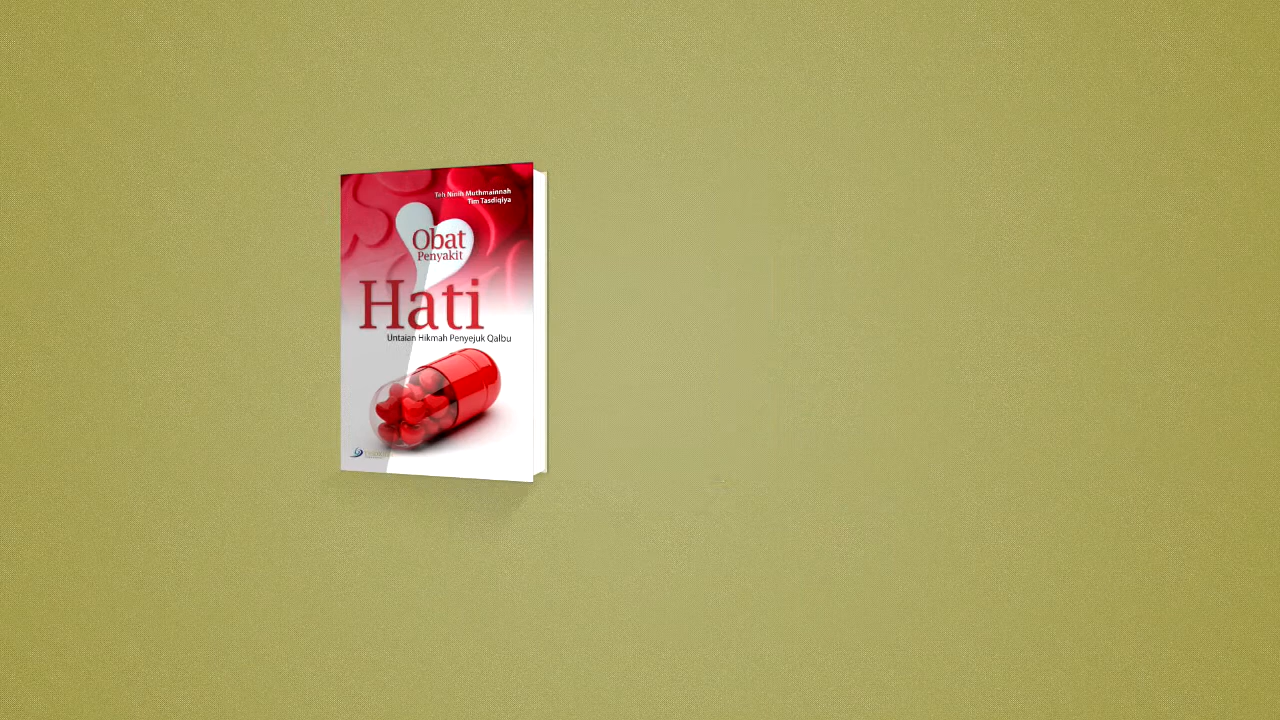 Teh Ninih Muthmainnah
Tim Tasdiqiya
Obat
Penyakit
Hati
Untaian Hikmah Penyejuk Qalbu